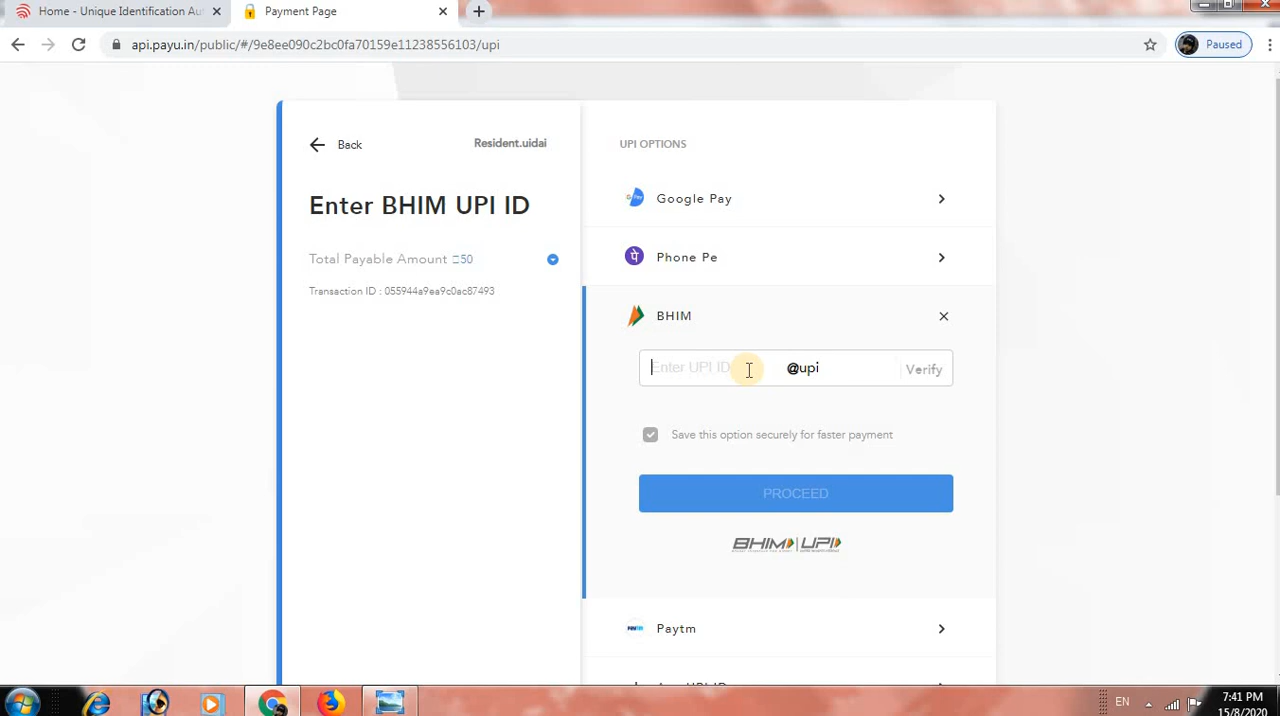 Home - Unique Identification Aut
Payment Page
api.payu.in/public/#/9e8ee090c2bc0fa70159e11238556103/upi
Paused
Back
Resident.uidai
UPI OPTIONS
Google Pay
Enter BHIM UPI ID
Total Payable Amount 50
Phone Pe
Transaction ID : 055944a9ea9c0ac87493
BHIM
Enter UPI ID
@upi
Verify
Save this option securely for faster payment
PROCEED
BHIM UPI
Paytm
EN
7:41 PM
15/8/2020